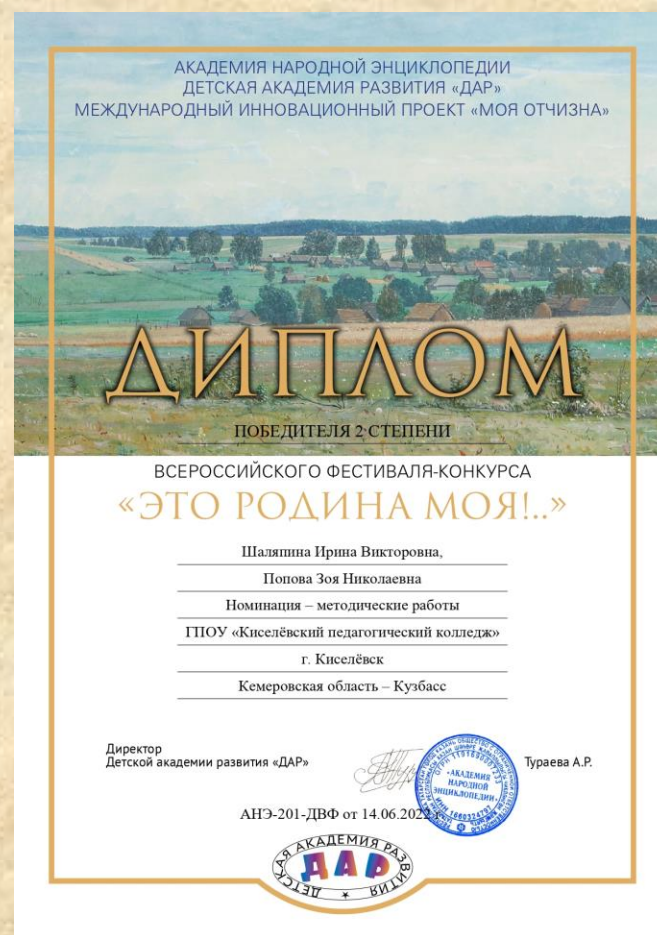 АКАДЕМИЯ НАРОДНОЙ ЭНЦИКЛОПЕДИИ
ДЕТСКАЯ АКАДЕМИЯ РАЗВИТИЯ «ДАР»
МЕЖДУНАРОДНЫЙ ИННОВАЦИОННЫЙ ПРОЕКТ «МОЯ ОТЧИЗНА»
ДИПЛОМ
ПОБЕДИТЕЛЯ 2 СТЕПЕНИ
ВСЕРОССИЙСКОГО ФЕСТИВАЛЯ-КОНКУРСА
«ЭТО РОДИНА МОЯ!..»
Шаляпина Ирина Викторовна,
Попова Зоя Николаевна
Номинация – методические работы
ГПОУ «Киселёвский педагогический колледж»
г. Киселёвск
Кемеровская область – Кузбасс
Директор
Детской академии развития «ДАР»
Тураева А.Р.
«АКАДЕМИЯ
НАРОДНОЙ
ЭНЦИКЛОПЕДИИ»
АНЭ-201-ДВФ от 14.06.2022
ДЕТСКАЯ АКАДЕМИЯ РАЗВИТИЯ
ДАР